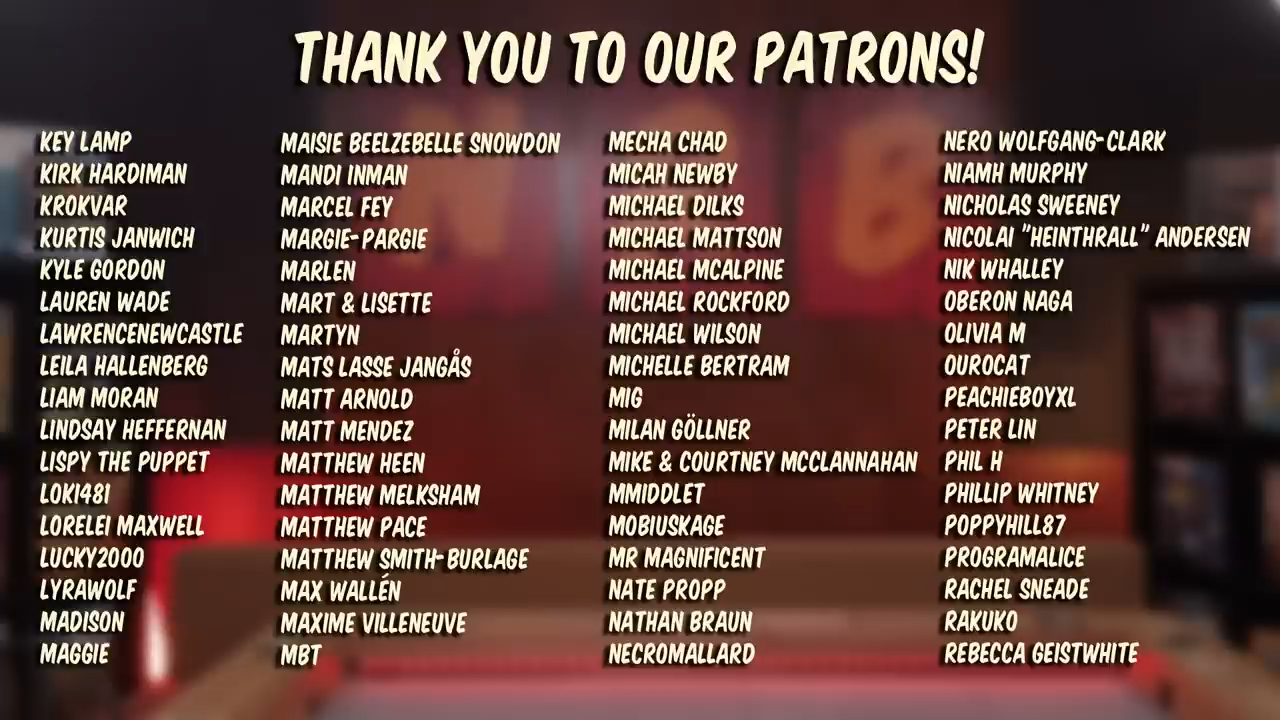 THANK YOU TO OUR PATRONS!
KEY LAMP
KIRK HARDIMAN
KROKVAR
KURTIS JANWICH
KYLE GORDON
LAUREN WADE
LAWRENCENEWCASTLE
LEILA HALLENBERG
LIAM MORAN
LINDSAY HEFFERNAN
LISPY THE PUPPET
LOKI481
LORELEI MAXWELL
LUCKY2000
LYRAWOLF
MADISON
MAGGIE
MAISIE BEELZEBELLE SNOWDON
MANDI INMAN
MARCEL FEY
MARGIE-PARGIE
MARLEN
MART & LISETTE
MARTYN
MATS LASSE JANGÅS
MATT ARNOLD
MATT MENDEZ
MATTHEW HEEN
MATTHEW MELKSHAM
MATTHEW PACE
MATTHEW SMITH-BURLAGE
MAX WALLÉN
MAXIME VILLENEUVE
MBT
MECHA CHAD
MICAH NEWBY
MICHAEL DILKS
MICHAEL MATTSON
MICHAEL MCALPINE
MICHAEL ROCKFORD
MICHAEL WILSON
MICHELLE BERTRAM
MIG
MILAN GÖLLNER
MIKE & COURTNEY MCCLANNAHAN
MMIDDLET
MOBIUSKAGE
MR MAGNIFICENT
NATE PROPP
NATHAN BRAUN
NECROMALLARD
NERO WOLFGANG-CLARK
NIAMH MURPHY
NICHOLAS SWEENEY
NICOLAI "HEINTHRALL" ANDERSEN
NIK WHALLEY
OBERON NAGA
OLIVIA M
OUROCAT
PEACHIEBOYXL
PETER LIN
PHIL H
PHILLIP WHITNEY
POPPYHILL87
PROGRAMALICE
RACHEL SNEADE
RAKUKO
REBECCA GEISTWHITE